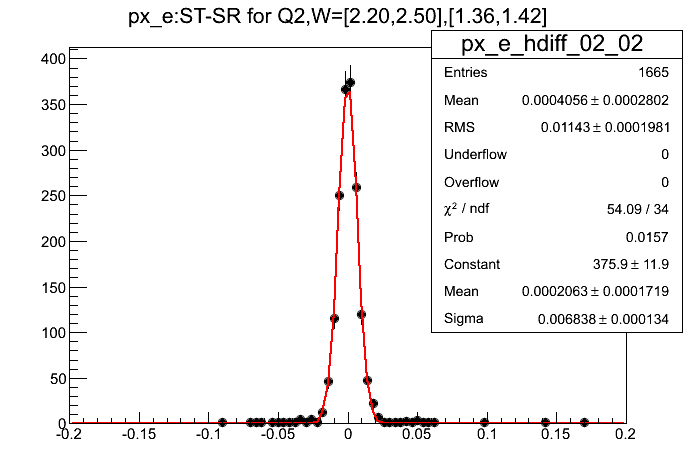 px_e:ST-SR for Q2,W=[2.20,2.50],[1.36,1.42]
px_e_hdiff_02_02
Entries 1665
Mean 0.0004056 ± 0.0002802
RMS 0.01143 ± 0.0001981
Underflow 0
Overflow 0
χ² / ndf 54.09 / 34
Prob 0.0157
Constant 375.9 ± 11.9
Mean 0.0002063 ± 0.0001719
Sigma 0.006838 ± 0.000134
400
350
300
250
200
150
100
50
0
-0.2 -0.15 -0.1 -0.05 0 0.05 0.1 0.15 0.2